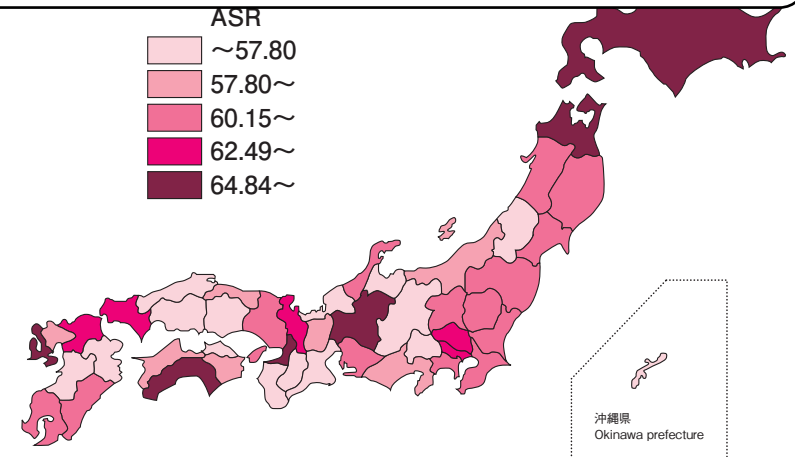 ASR
～57.80
57.80～
60.15～
62.49～
64.84～
沖縄県
Okinawa prefecture